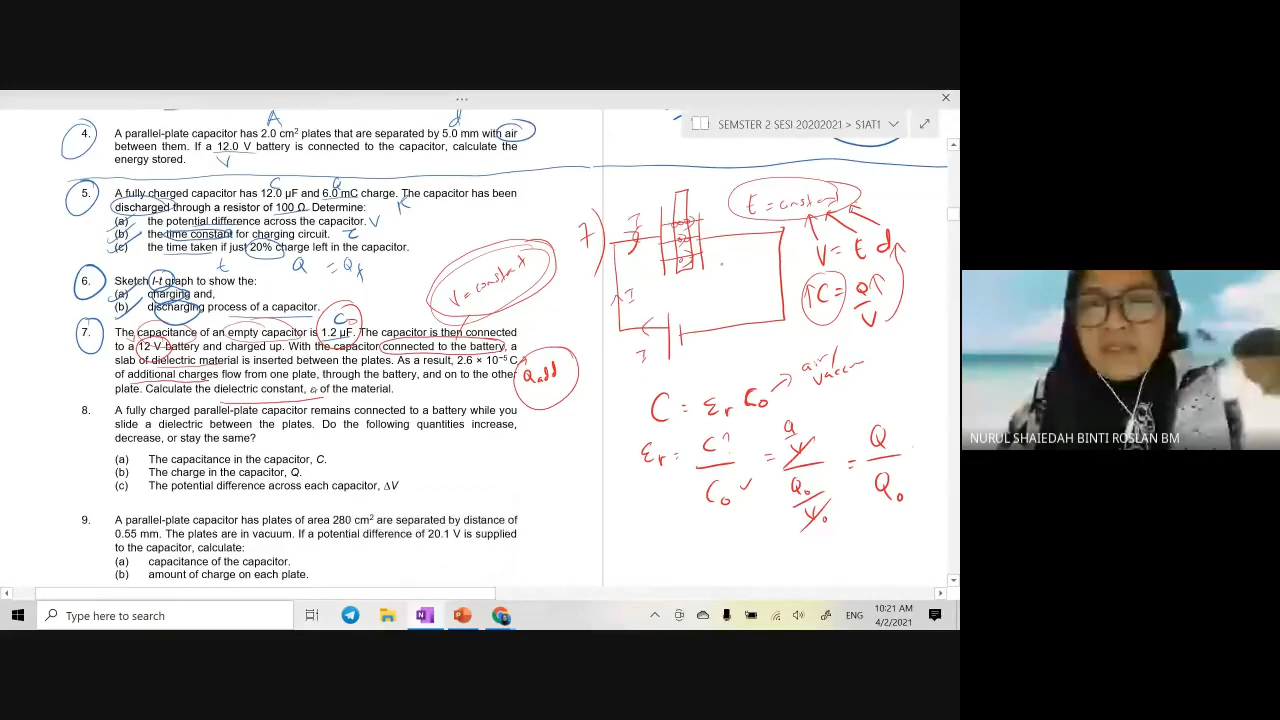 SEMSTER 2 SESI 20202021 > S1AT1
A
d
4. A parallel-plate capacitor has 2.0 cm² plates that are separated by 5.0 mm with air
between them. If a 12.0 V battery is connected to the capacitor, calculate the
energy stored.
V
C
Q
5. A fully charged capacitor has 12.0 μF and 6.0 mC charge. The capacitor has been
discharged through a resistor of 100 Ω. Determine:
R
(a) the potential difference across the capacitor. V
(b) the time constant for charging circuit. τ
(c) the time taken if just 20% charge left in the capacitor.
t
Q = Qf
6. Sketch I-t graph to show the:
(a) charging and,
(b) discharging process of a capacitor.
V = constant
C₀
7. The capacitance of an empty capacitor is 1.2 μF. The capacitor is then connected
to a 12 V battery and charged up. With the capacitor connected to the battery, a
slab of dielectric material is inserted between the plates. As a result, 2.6 × 10⁻⁵ C
of additional charges flow from one plate, through the battery, and on to the other
plate. Calculate the dielectric constant, εr of the material.
Qadd
8. A fully charged parallel-plate capacitor remains connected to a battery while you
slide a dielectric between the plates. Do the following quantities increase,
decrease, or stay the same?
(a) The capacitance in the capacitor, C.
(b) The charge in the capacitor, Q.
(c) The potential difference across each capacitor, ΔV
9. A parallel-plate capacitor has plates of area 280 cm² are separated by distance of
0.55 mm. The plates are in vacuum. If a potential difference of 20.1 V is supplied
to the capacitor, calculate:
(a) capacitance of the capacitor.
(b) amount of charge on each plate.
7)
I
I
I
E = constant
V = E d
↑C = Q↑/V
C = εr C₀ → air/
εr = C?/C₀ = Q/V / Q₀/V₀ = Q/Q₀
NURUL SHAIEDAH BINTI ROSLAN BM
Type here to search
ENG
10:21 AM
4/2/2021